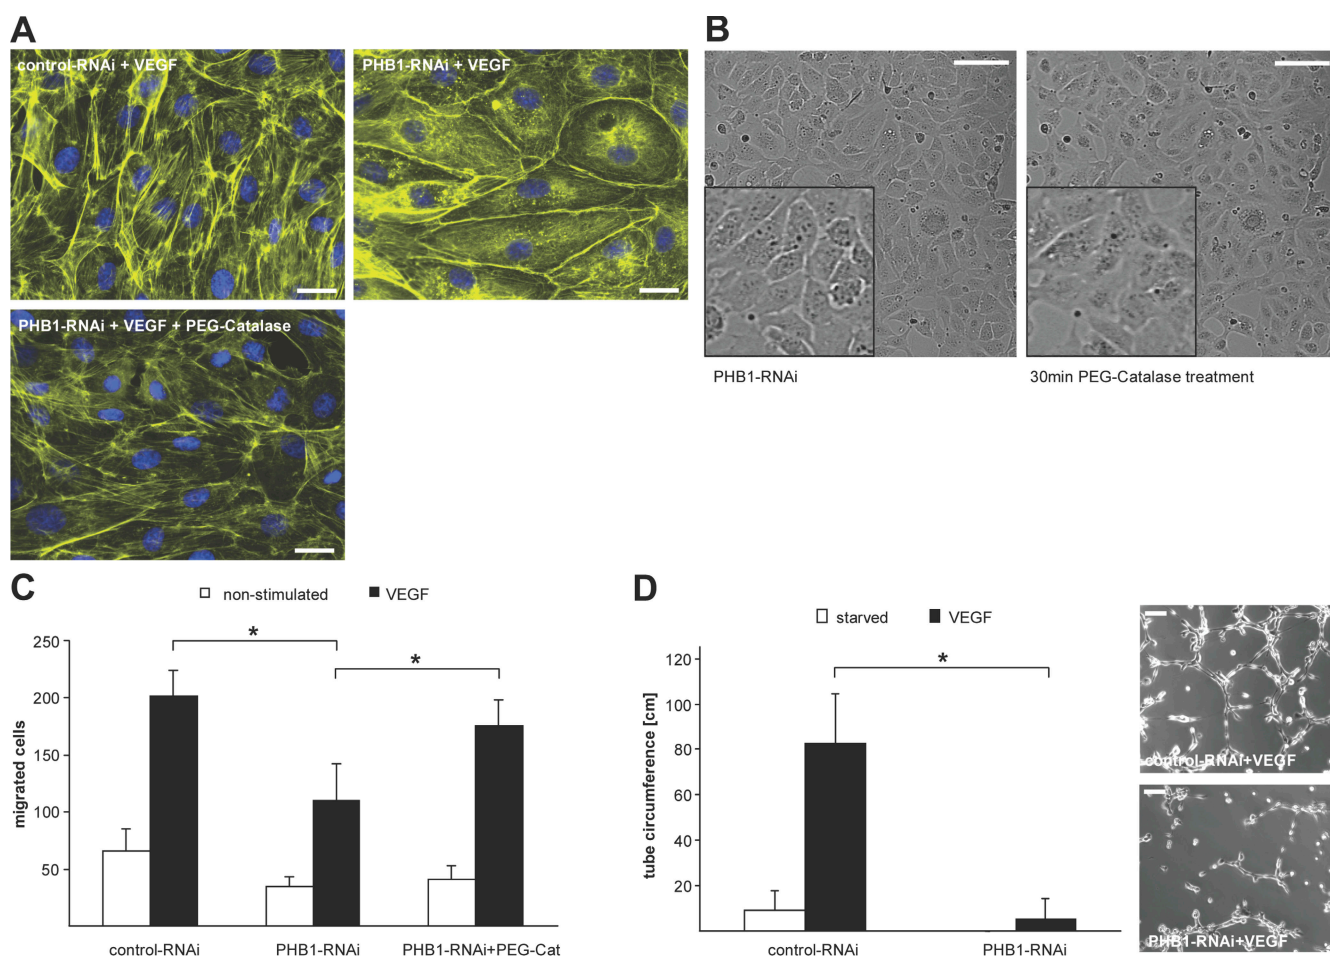 A
control-RNAi + VEGF
PHB1-RNAi + VEGF
PHB1-RNAi + VEGF + PEG-Catalase
B
PHB1-RNAi
30min PEG-Catalase treatment
C
non-stimulated
VEGF
migrated cells
250
200
150
100
50
*
*
control-RNAi
PHB1-RNAi
PHB1-RNAi+PEG-Cat
D
starved
VEGF
tube circumference [cm]
120
100
80
60
40
20
*
control-RNAi
PHB1-RNAi
control-RNAi+VEGF
PHB1-RNAi+VEGF